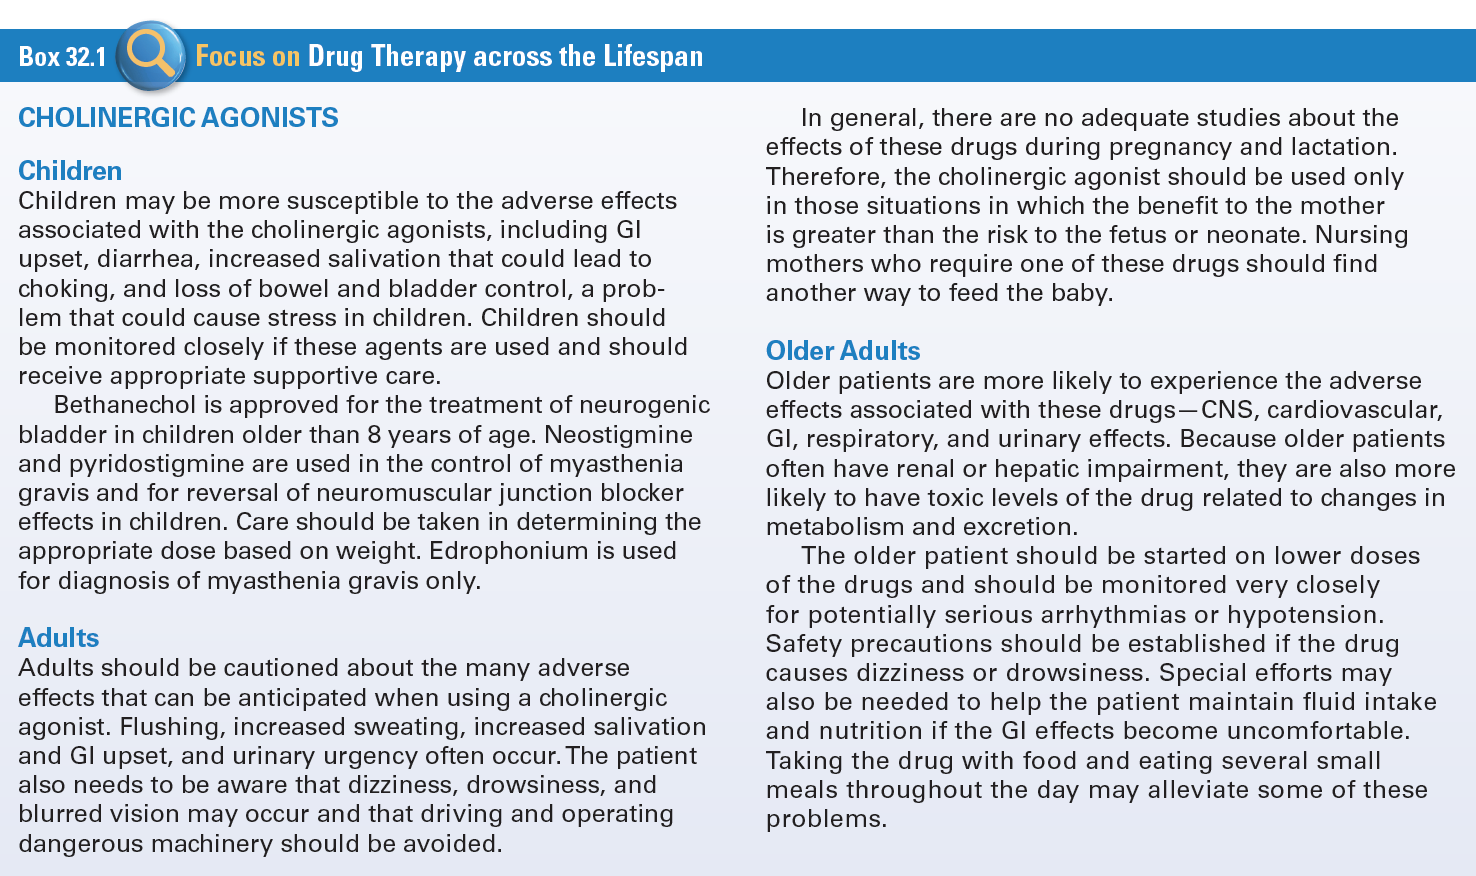 Box 32.1 Focus on Drug Therapy across the Lifespan
CHOLINERGIC AGONISTS
Children
Children may be more susceptible to the adverse effects
associated with the cholinergic agonists, including GI
upset, diarrhea, increased salivation that could lead to
choking, and loss of bowel and bladder control, a prob-
lem that could cause stress in children. Children should
be monitored closely if these agents are used and should
receive appropriate supportive care.
Bethanechol is approved for the treatment of neurogenic
bladder in children older than 8 years of age. Neostigmine
and pyridostigmine are used in the control of myasthenia
gravis and for reversal of neuromuscular junction blocker
effects in children. Care should be taken in determining the
appropriate dose based on weight. Edrophonium is used
for diagnosis of myasthenia gravis only.
Adults
Adults should be cautioned about the many adverse
effects that can be anticipated when using a cholinergic
agonist. Flushing, increased sweating, increased salivation
and GI upset, and urinary urgency often occur. The patient
also needs to be aware that dizziness, drowsiness, and
blurred vision may occur and that driving and operating
dangerous machinery should be avoided.
In general, there are no adequate studies about the
effects of these drugs during pregnancy and lactation.
Therefore, the cholinergic agonist should be used only
in those situations in which the benefit to the mother
is greater than the risk to the fetus or neonate. Nursing
mothers who require one of these drugs should find
another way to feed the baby.
Older Adults
Older patients are more likely to experience the adverse
effects associated with these drugs—CNS, cardiovascular,
GI, respiratory, and urinary effects. Because older patients
often have renal or hepatic impairment, they are also more
likely to have toxic levels of the drug related to changes in
metabolism and excretion.
The older patient should be started on lower doses
of the drugs and should be monitored very closely
for potentially serious arrhythmias or hypotension.
Safety precautions should be established if the drug
causes dizziness or drowsiness. Special efforts may
also be needed to help the patient maintain fluid intake
and nutrition if the GI effects become uncomfortable.
Taking the drug with food and eating several small
meals throughout the day may alleviate some of these
problems.